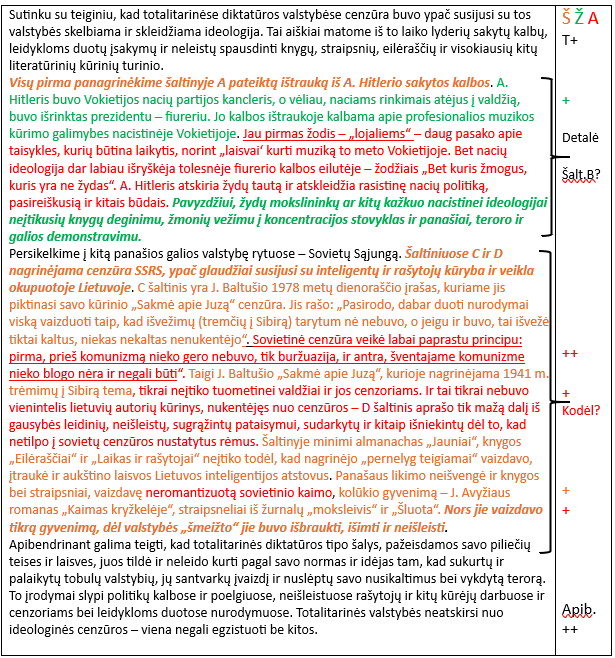 Sutinku su teiginiu, kad totalitarinėse diktatūros valstybėse cenzūra buvo ypač susijusi su tos
valstybės skelbiama ir skleidžiama ideologija. Tai aiškiai matome iš to laiko lyderių sakytų kalbų,
leidykloms duotų įsakymų ir neleistų spausdinti knygų, straipsnių, eilėraščių ir visokiausių kitų
literatūrinių kūrinių turinio.
Visų pirma panagrinėkime šaltinyje A pateiktą ištrauką iš A. Hitlerio sakytos kalbos. A.
Hitleris buvo Vokietijos nacių partijos kancleris, o vėliau, naciams rinkimais atėjus į valdžią,
buvo išrinktas prezidentu – fiureriu. Jo kalbos ištraukoje kalbama apie profesionalios muzikos
kūrimo galimybes nacistinėje Vokietijoje. Jau pirmas žodis – „lojaliems“ – daug pasako apie
taisykles, kurių būtina laikytis, norint „laisvai‘ kurti muziką to meto Vokietijoje. Bet nacių
ideologija dar labiau išryškėja tolesnėje fiurerio kalbos eilutėje – žodžiais „Bet kuris žmogus,
kuris yra ne žydas“. A. Hitleris atskiria žydų tautą ir atskleidžia rasistinę nacių politiką,
pasireiškusią ir kitais būdais. Pavyzdžiui, žydų mokslininkų ar kitų kažkuo nacistinei ideologijai
neįtikusių knygų deginimu, žmonių vežimu į koncentracijos stovyklas ir panašiai, teroro ir
galios demonstravimu.
Persikelkime į kitą panašios galios valstybę rytuose – Sovietų Sąjungą. Šaltiniuose C ir D
nagrinėjama cenzūra SSRS, ypač glaudžiai susijusi su inteligentų ir rašytojų kūryba ir veikla
okupuotoje Lietuvoje. C šaltinis yra J. Baltušio 1978 metų dienoraščio įrašas, kuriame jis
piktinasi savo kūrinio „Sakmė apie Juzą“ cenzūra. Jis rašo: „Pasirodo, dabar duoti nurodymai
viską vaizduoti taip, kad išvežimų (tremčių į Sibirą) tarytum nė nebuvo, o jeigu ir buvo, tai išvežė
tiktai kaltus, niekas nekaltas nenukentėjo“. Sovietinė cenzūra veikė labai paprastu principu:
pirma, prieš komunizmą nieko gero nebuvo, tik buržuazija, ir antra, šventajame komunizme
nieko blogo nėra ir negali būti“. Taigi J. Baltušio „Sakmė apie Juzą“, kurioje nagrinėjama 1941 m.
trėmimų į Sibirą tema, tikrai neįtiko tuometinei valdžiai ir jos cenzoriams. Ir tai tikrai nebuvo
vienintelis lietuvių autorių kūrinys, nukentėjęs nuo cenzūros – D šaltinis aprašo tik mažą dalį iš
gausybės leidinių, neišleistų, sugrąžintų pataisymui, sudarkytų ir kitaip išniekintų dėl to, kad
netilpo į sovietų cenzūros nustatytus rėmus. Šaltinyje minimi almanachas „Jauniai“, knygos
„Eilėraščiai“ ir „Laikas ir rašytojai“ neįtiko todėl, kad nagrinėjo „pernelyg teigiamai“ vaizdavo,
įtraukė ir aukštino laisvos Lietuvos inteligentijos atstovus. Panašaus likimo neišvengė ir knygos
bei straipsniai, vaizdavę neromantizuotą sovietinio kaimo, kolūkio gyvenimą – J. Avyžiaus
romanas „Kaimas kryžkelėje“, straipsneliai iš žurnalų „moksleivis“ ir „Šluota“. Nors jie vaizdavo
tikrą gyvenimą, dėl valstybės „šmeižto“ jie buvo išbraukti, išimti ir neišleisti.
Apibendrinant galima teigti, kad totalitarinės diktatūros tipo šalys, pažeisdamos savo piliečių
teises ir laisves, juos tildė ir neleido kurti pagal savo normas ir idėjas tam, kad sukurtų ir
palaikytų tobulų valstybių, jų santvarkų įvaizdį ir nuslėptų savo nusikaltimus bei vykdytą terorą.
To įrodymai slypi politikų kalbose ir poelgiuose, neišleistuose rašytojų ir kitų kūrėjų darbuose ir
cenzoriams bei leidykloms duotose nurodymuose. Totalitarinės valstybės neatskirsi nuo
ideologinės cenzūros – viena negali egzistuoti be kitos.
Š Ž A
T+
+
Detalė
Šalt.B?
++
+
Kodėl?
+
+
Apib.
++